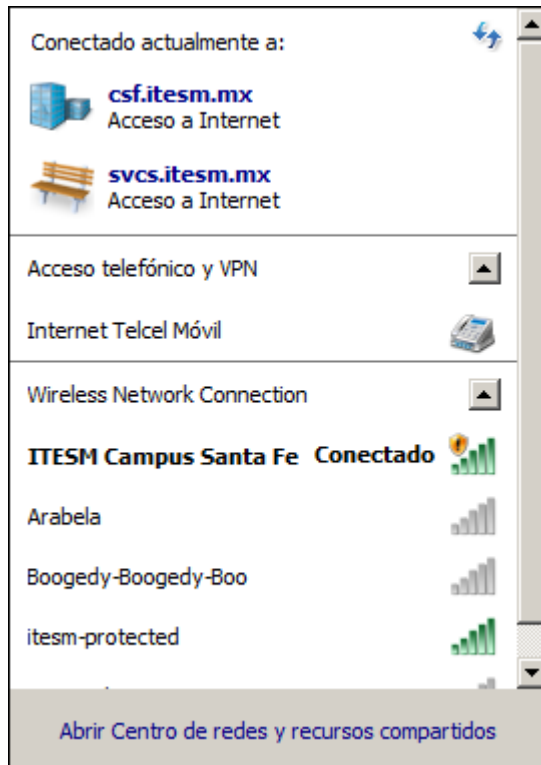 Conectado actualmente a:
csf.itesm.mx
Acceso a Internet
svcs.itesm.mx
Acceso a Internet
Acceso telefónico y VPN
Internet Telcel Móvil
Wireless Network Connection
ITESM Campus Santa Fe Conectado
Arabela
Boogedy-Boogedy-Boo
itesm-protected
Abrir Centro de redes y recursos compartidos